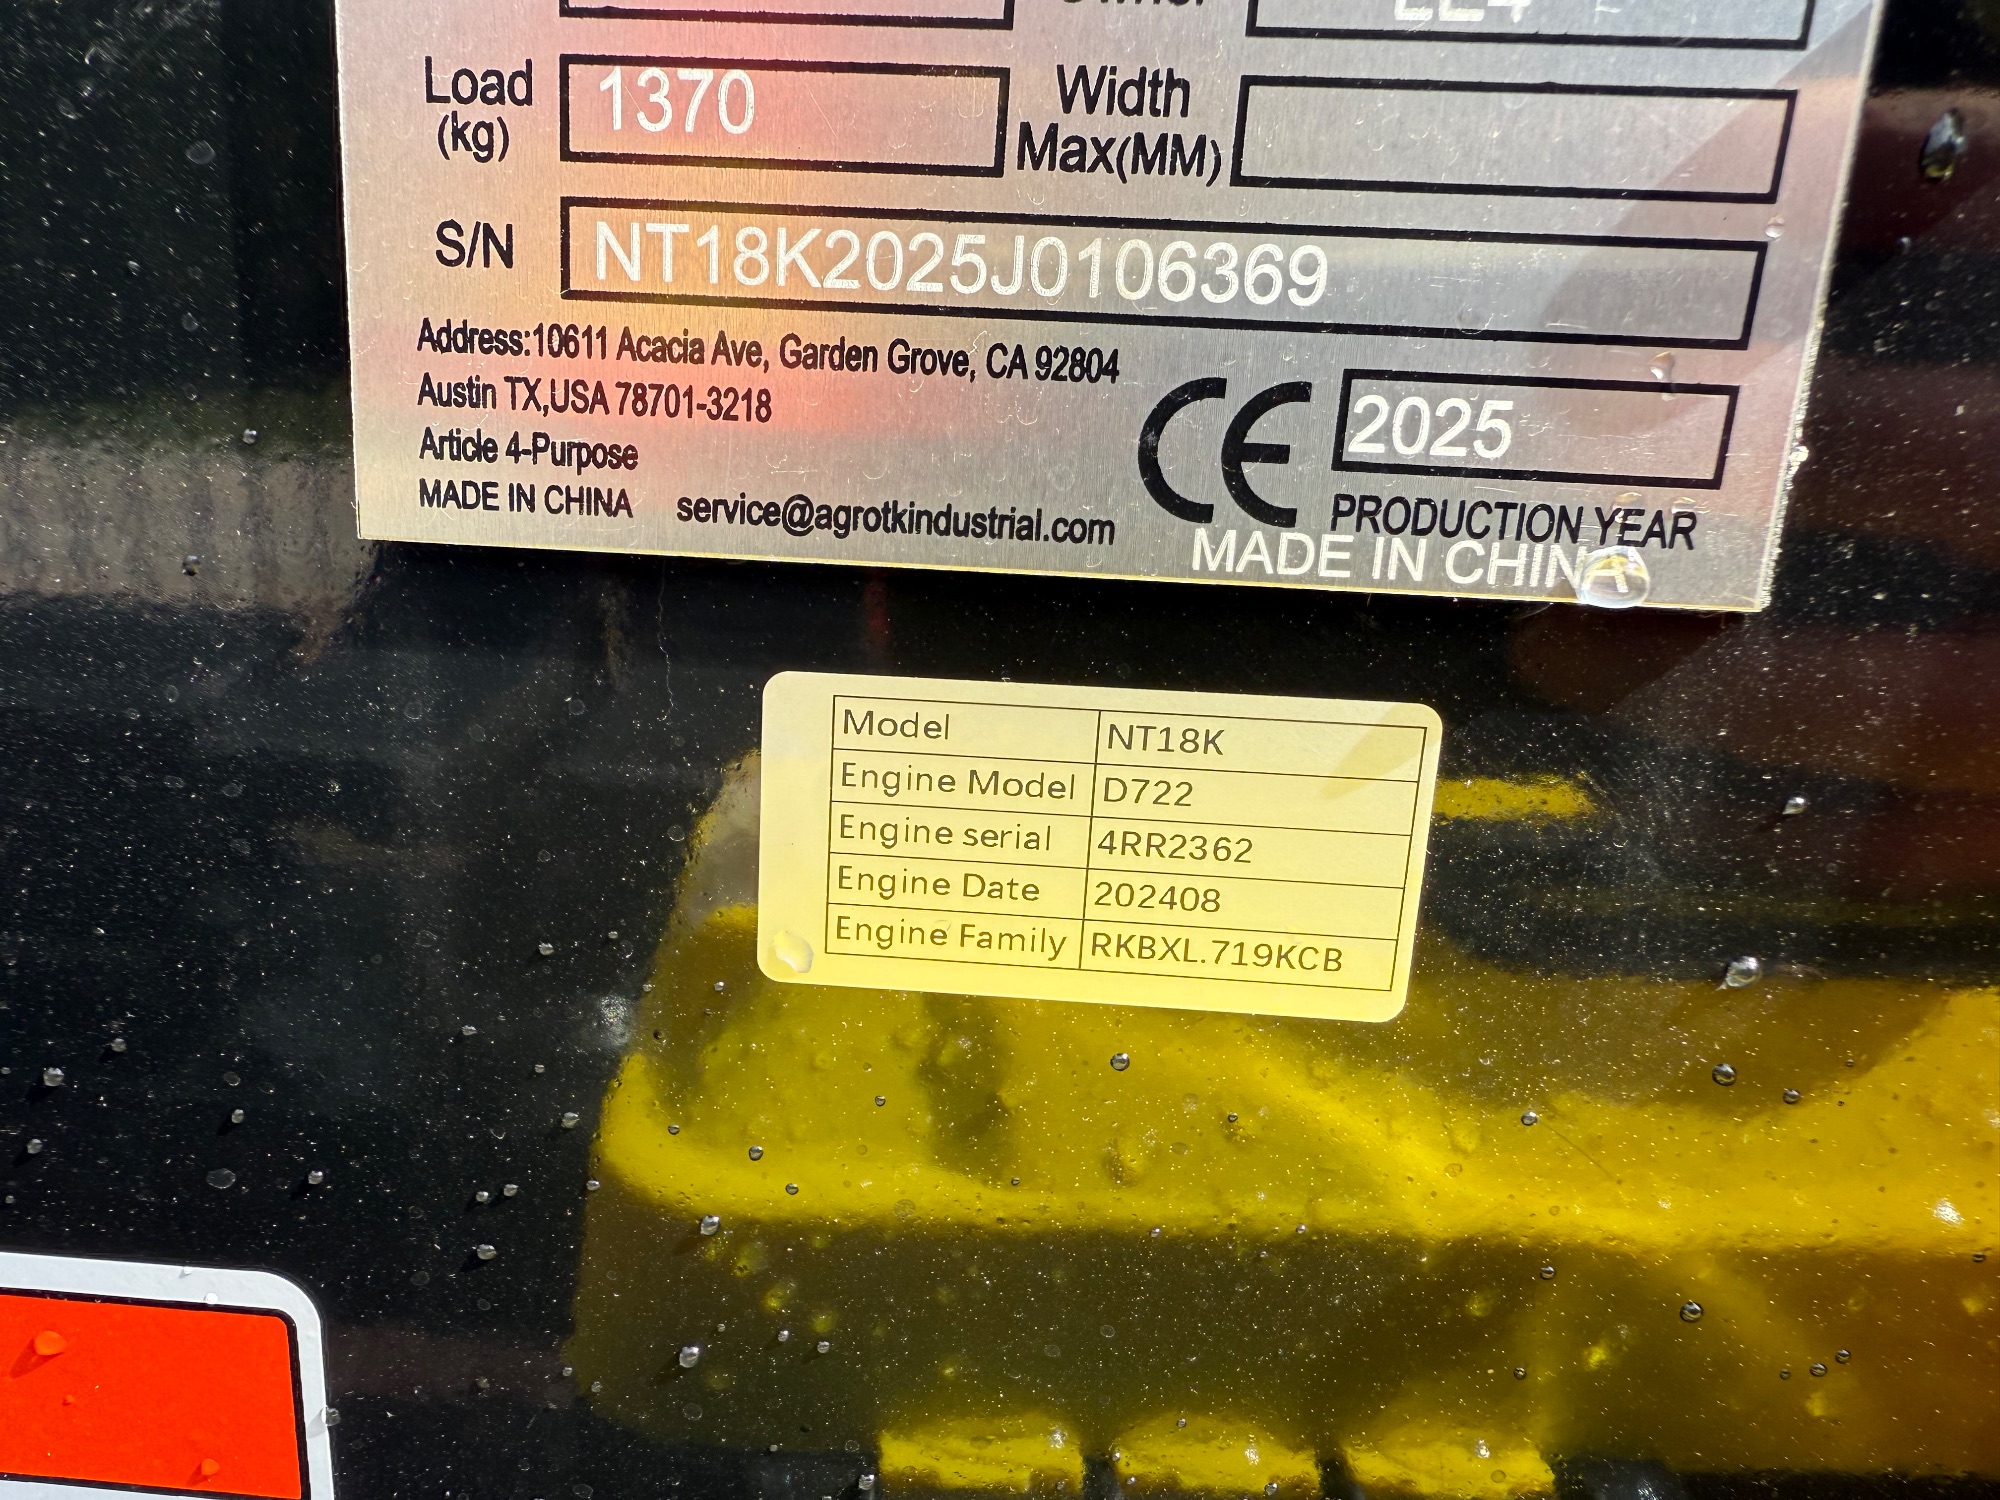 Load 1370 Width
(kg) Max(MM)
S/N NT18K2025J0106369
Address:10611 Acacia Ave, Garden Grove, CA 92804
Austin TX,USA 78701-3218
Article 4-Purpose
MADE IN CHINA service@agrotkindustrial.com
CE 2025
PRODUCTION YEAR
MADE IN CHINA
Model NT18K
Engine Model D722
Engine serial 4RR2362
Engine Date 202408
Engine Family RKBXL.719KCB